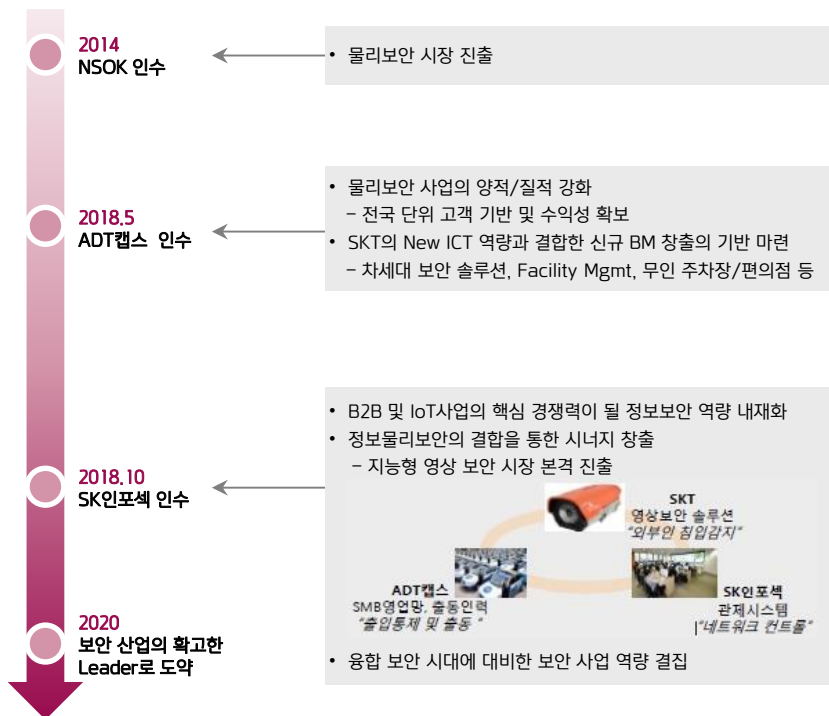 2014
NSOK 인수
• 물리보안 시장 진출
2018.5
ADT캡스 인수
• 물리보안 사업의 양적/질적 강화
– 전국 단위 고객 기반 및 수익성 확보
• SKT의 New ICT 역량과 결합한 신규 BM 창출의 기반 마련
– 차세대 보안 솔루션, Facility Mgmt, 무인 주차장/편의점 등
2018.10
SK인포섹 인수
• B2B 및 IoT사업의 핵심 경쟁력이 될 정보보안 역량 내재화
• 정보물리보안의 결합을 통한 시너지 창출
– 지능형 영상 보안 시장 본격 진출
SKT
영상보안 솔루션
"외부인 침입감지"
ADT캡스
SMB영업망, 출동인력
"출입통제 및 출동 "
SK인포섹
관제시스템
"네트워크 컨트롤"
• 융합 보안 시대에 대비한 보안 사업 역량 결집
2020
보안 산업의 확고한
Leader로 도약